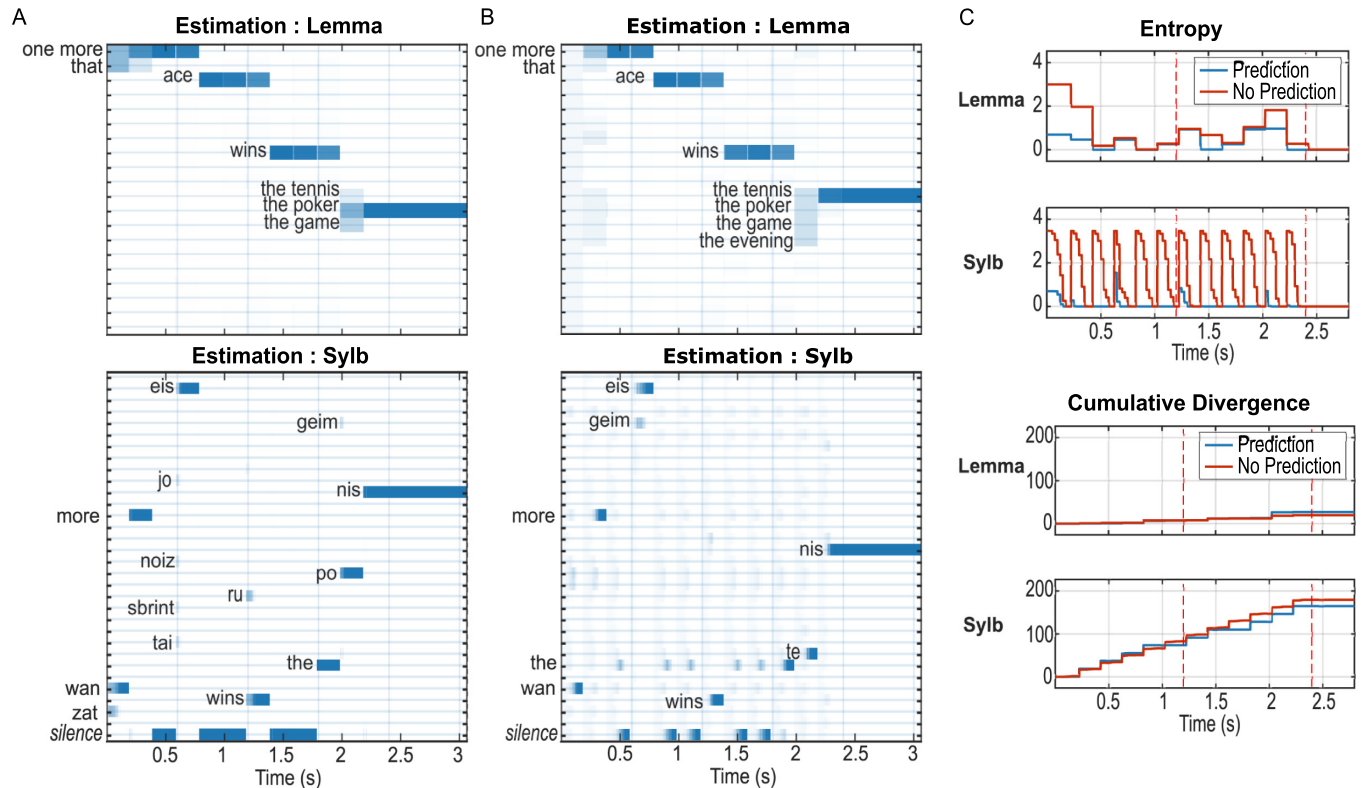 A
Estimation : Lemma
one more
that
ace
wins
the tennis
the poker
the game
Estimation : Sylb
eis
geim
jo
nis
more
noiz
po
ru
sbrint
tai
the
wan
wins
zat
silence
0.5 1 1.5 2 2.5 3
Time (s)
B
Estimation : Lemma
one more
that
ace
wins
the tennis
the poker
the game
the evening
Estimation : Sylb
eis
geim
more
nis
te
the
wan
wins
silence
0.5 1 1.5 2 2.5 3
Time (s)
C
Entropy
Lemma
4
2
0
Prediction
No Prediction
Sylb
4
2
0
0.5 1 1.5 2 2.5
Time (s)
Cumulative Divergence
Lemma
200
100
0
Prediction
No Prediction
Sylb
200
100
0
0.5 1 1.5 2 2.5
Time (s)